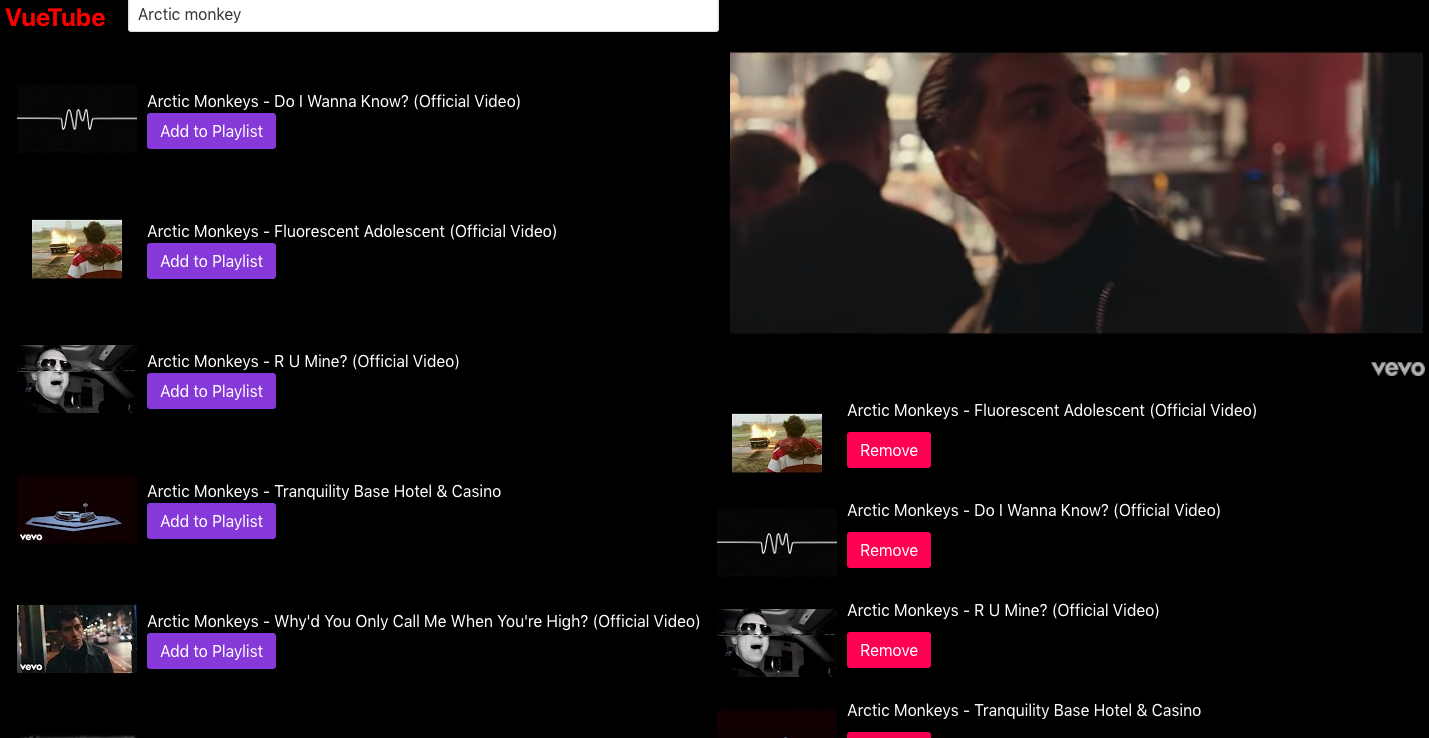 VueTube
Arctic monkey
Arctic Monkeys - Do I Wanna Know? (Official Video)
Add to Playlist
Arctic Monkeys - Fluorescent Adolescent (Official Video)
Add to Playlist
Arctic Monkeys - R U Mine? (Official Video)
Add to Playlist
vevo
Arctic Monkeys - Tranquility Base Hotel & Casino
Add to Playlist
vevo
Arctic Monkeys - Why'd You Only Call Me When You're High? (Official Video)
Add to Playlist
vevo
Arctic Monkeys - Fluorescent Adolescent (Official Video)
Remove
Arctic Monkeys - Do I Wanna Know? (Official Video)
Remove
Arctic Monkeys - R U Mine? (Official Video)
Remove
Arctic Monkeys - Tranquility Base Hotel & Casino